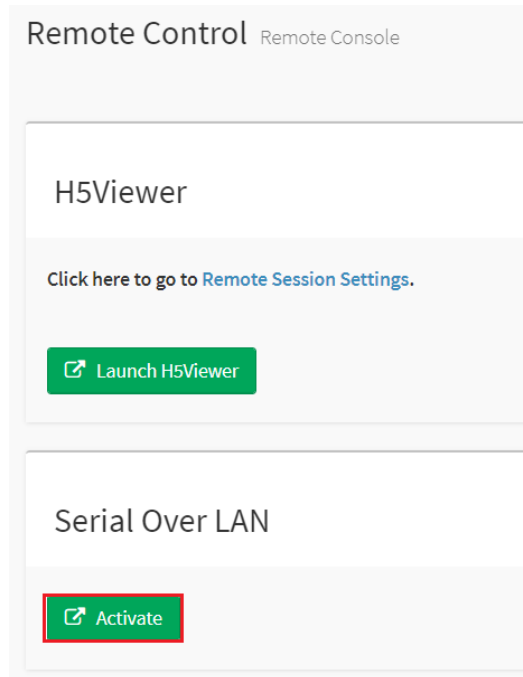 Remote Control Remote Console
H5Viewer
Click here to go to Remote Session Settings.
Launch H5Viewer
Serial Over LAN
Activate